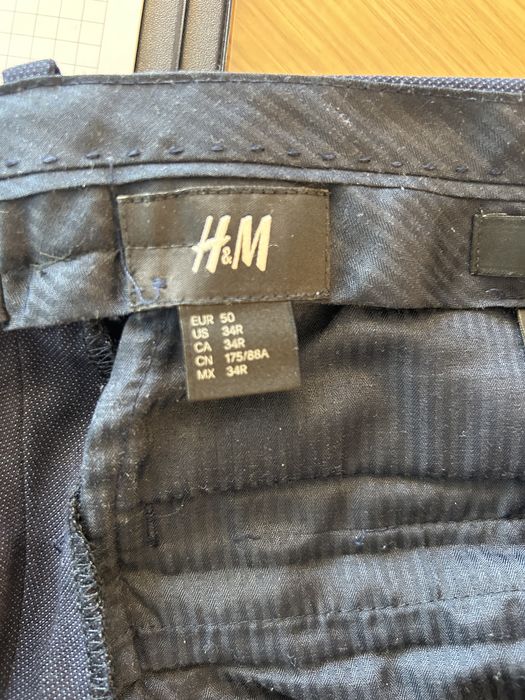 H&M
EUR 50
US 34R
CA 34R
CN 175/88A
MX 34R